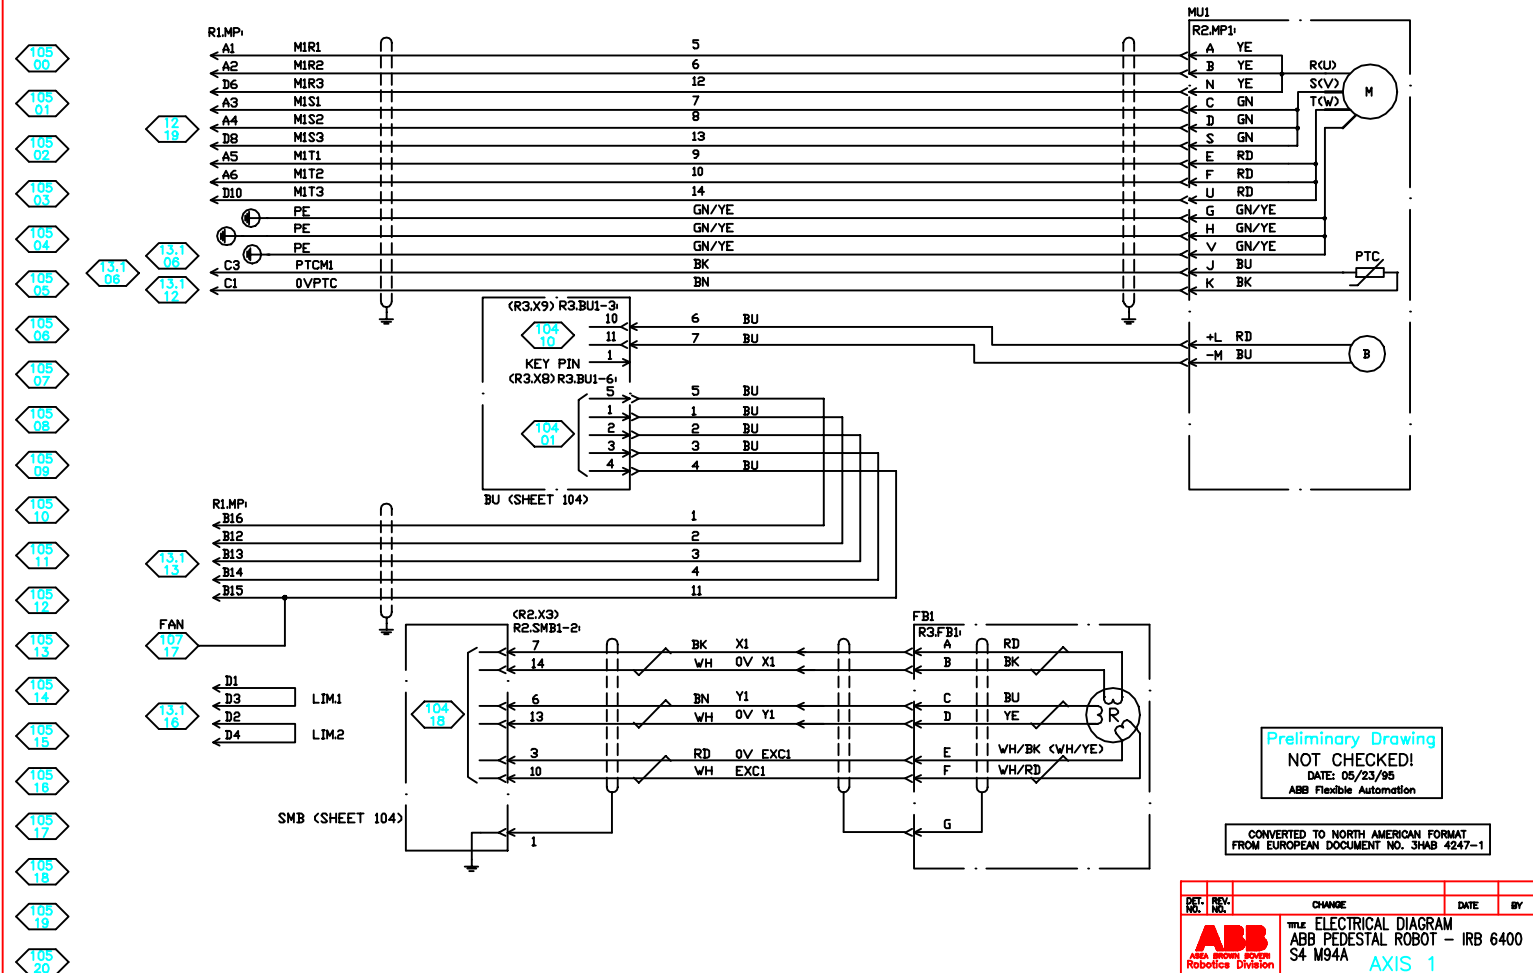 MU1
R1.MP: R2.MP1:
105 00
A1 M1R1 5 A YE
A2 M1R2 6 B YE R(U)
D6 M1R3 12 N YE S(V) M
105 01
A3 M1S1 7 C GN T(W)
12 19
A4 M1S2 8 D GN
105 02
D8 M1S3 13 S GN
A5 M1T1 9 E RD
A6 M1T2 10 F RD
105 03
D10 M1T3 14 U RD
PE GN/YE G GN/YE
105 04
PE GN/YE H GN/YE
13.1 06
PE GN/YE V GN/YE PTC
13.1 06
C3 PTCM1 BK J BU
105 05
13.1 12
C1 0VPTC BN K BK
(R3.X9) R3.BU1-3:
105 06
104 10
10 6 BU
11 7 BU +L RD
B
KEY PIN 1 -M BU
105 07
(R3.X8) R3.BU1-6:
5 5 BU
105 08
1 1 BU
104 01
2 2 BU
3 3 BU
105 09
4 4 BU
BU (SHEET 104)
105 10
R1.MP:
B16 1
B12 2
105 11
13.1 13
B13 3
B14 4
105 12
B15 11
(R2.X3) FB1
FAN R2.SMB1-2: R3.FB1:
105 13
107 17
7 BK X1 A RD
14 WH 0V X1 B BK
105 14
D1
D3 LIM.1 6 BN Y1 C BU
13.1 16
104 18
D2 13 WH 0V Y1 D YE R
105 15
D4 LIM.2
3 RD 0V EXC1 E WH/BK (WH/YE)
105 16
10 WH EXC1 F WH/RD
Preliminary Drawing
NOT CHECKED!
DATE: 05/23/95
ABB Flexible Automation
105 17
SMB (SHEET 104) G
1
CONVERTED TO NORTH AMERICAN FORMAT
FROM EUROPEAN DOCUMENT NO. 3HAB 4247-1
105 18
105 19
DET. NO. REV. NO. CHANGE DATE BY
105 20
ABB
ASEA BROWN BOVERI
Robotics Division
TITLE ELECTRICAL DIAGRAM
ABB PEDESTAL ROBOT - IRB 6400
S4 M94A
AXIS 1